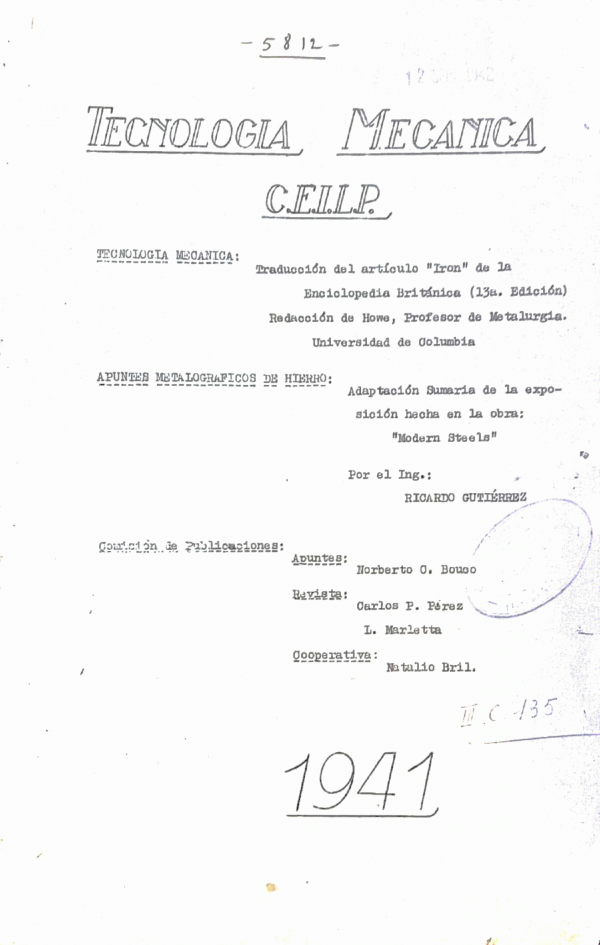 - 5812 -
TECNOLOGIA MECANICA
C.E.I.L.P.
TECNOLOGIA MECANICA:
Traducción del artículo "Iron" de la
Enciclopedia Británica (13a. Edición)
Redacción de Howe, Profesor de Metalurgia.
Universidad de Columbia
APUNTES METALOGRAFICOS DE HIERRO:
Adaptación Sumaria de la expo-
sición hecha en la obra;
"Modern Steels"
Por el Ing.:
RICARDO GUTIÉRREZ
Comisión de Publicaciones:
Apuntes:
Norberto C. Bouso
Revista:
Carlos P. Pérez
L. Marletta
Cooperativa:
Natalio Bril.
II C 135
1941